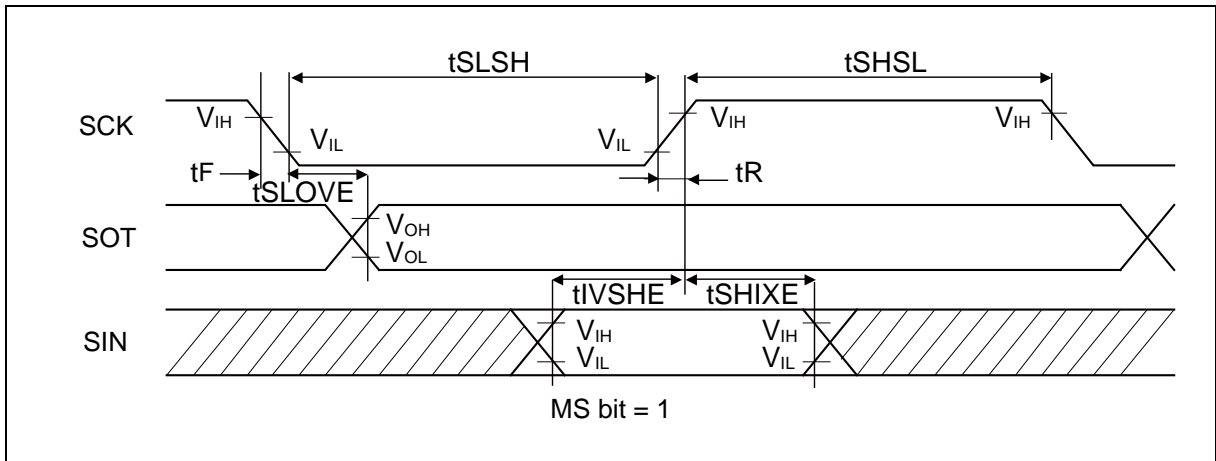 tSLSH tSHSL
SCK VIH VIL VIL VIH VIH
tF tR
tSLOVE
SOT VOH
VOL
tIVSHE tSHIXE
SIN VIH VIH
VIL VIL
MS bit = 1